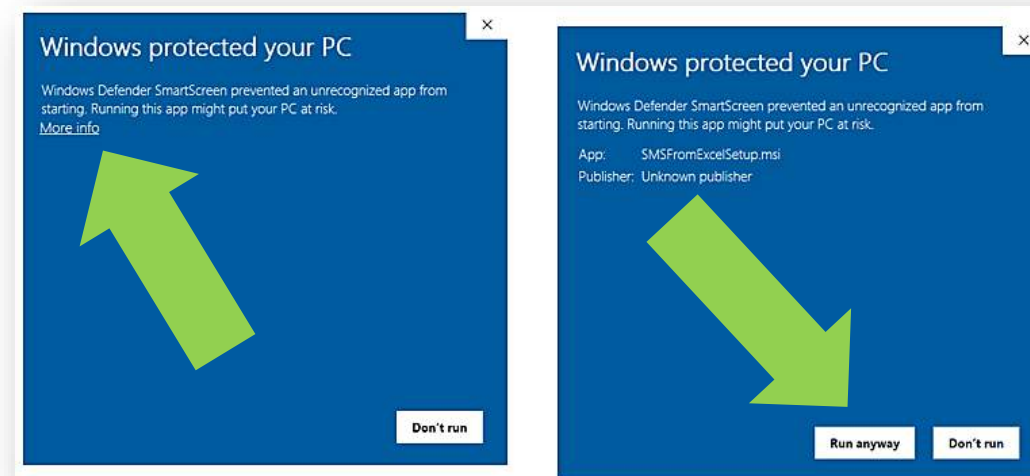 Windows protected your PC
Windows Defender SmartScreen prevented an unrecognized app from
starting. Running this app might put your PC at risk.
More info
Don't run
Windows protected your PC
Windows Defender SmartScreen prevented an unrecognized app from
starting. Running this app might put your PC at risk.
App: SMSFromExcelSetup.msi
Publisher: Unknown publisher
Run anyway Don't run